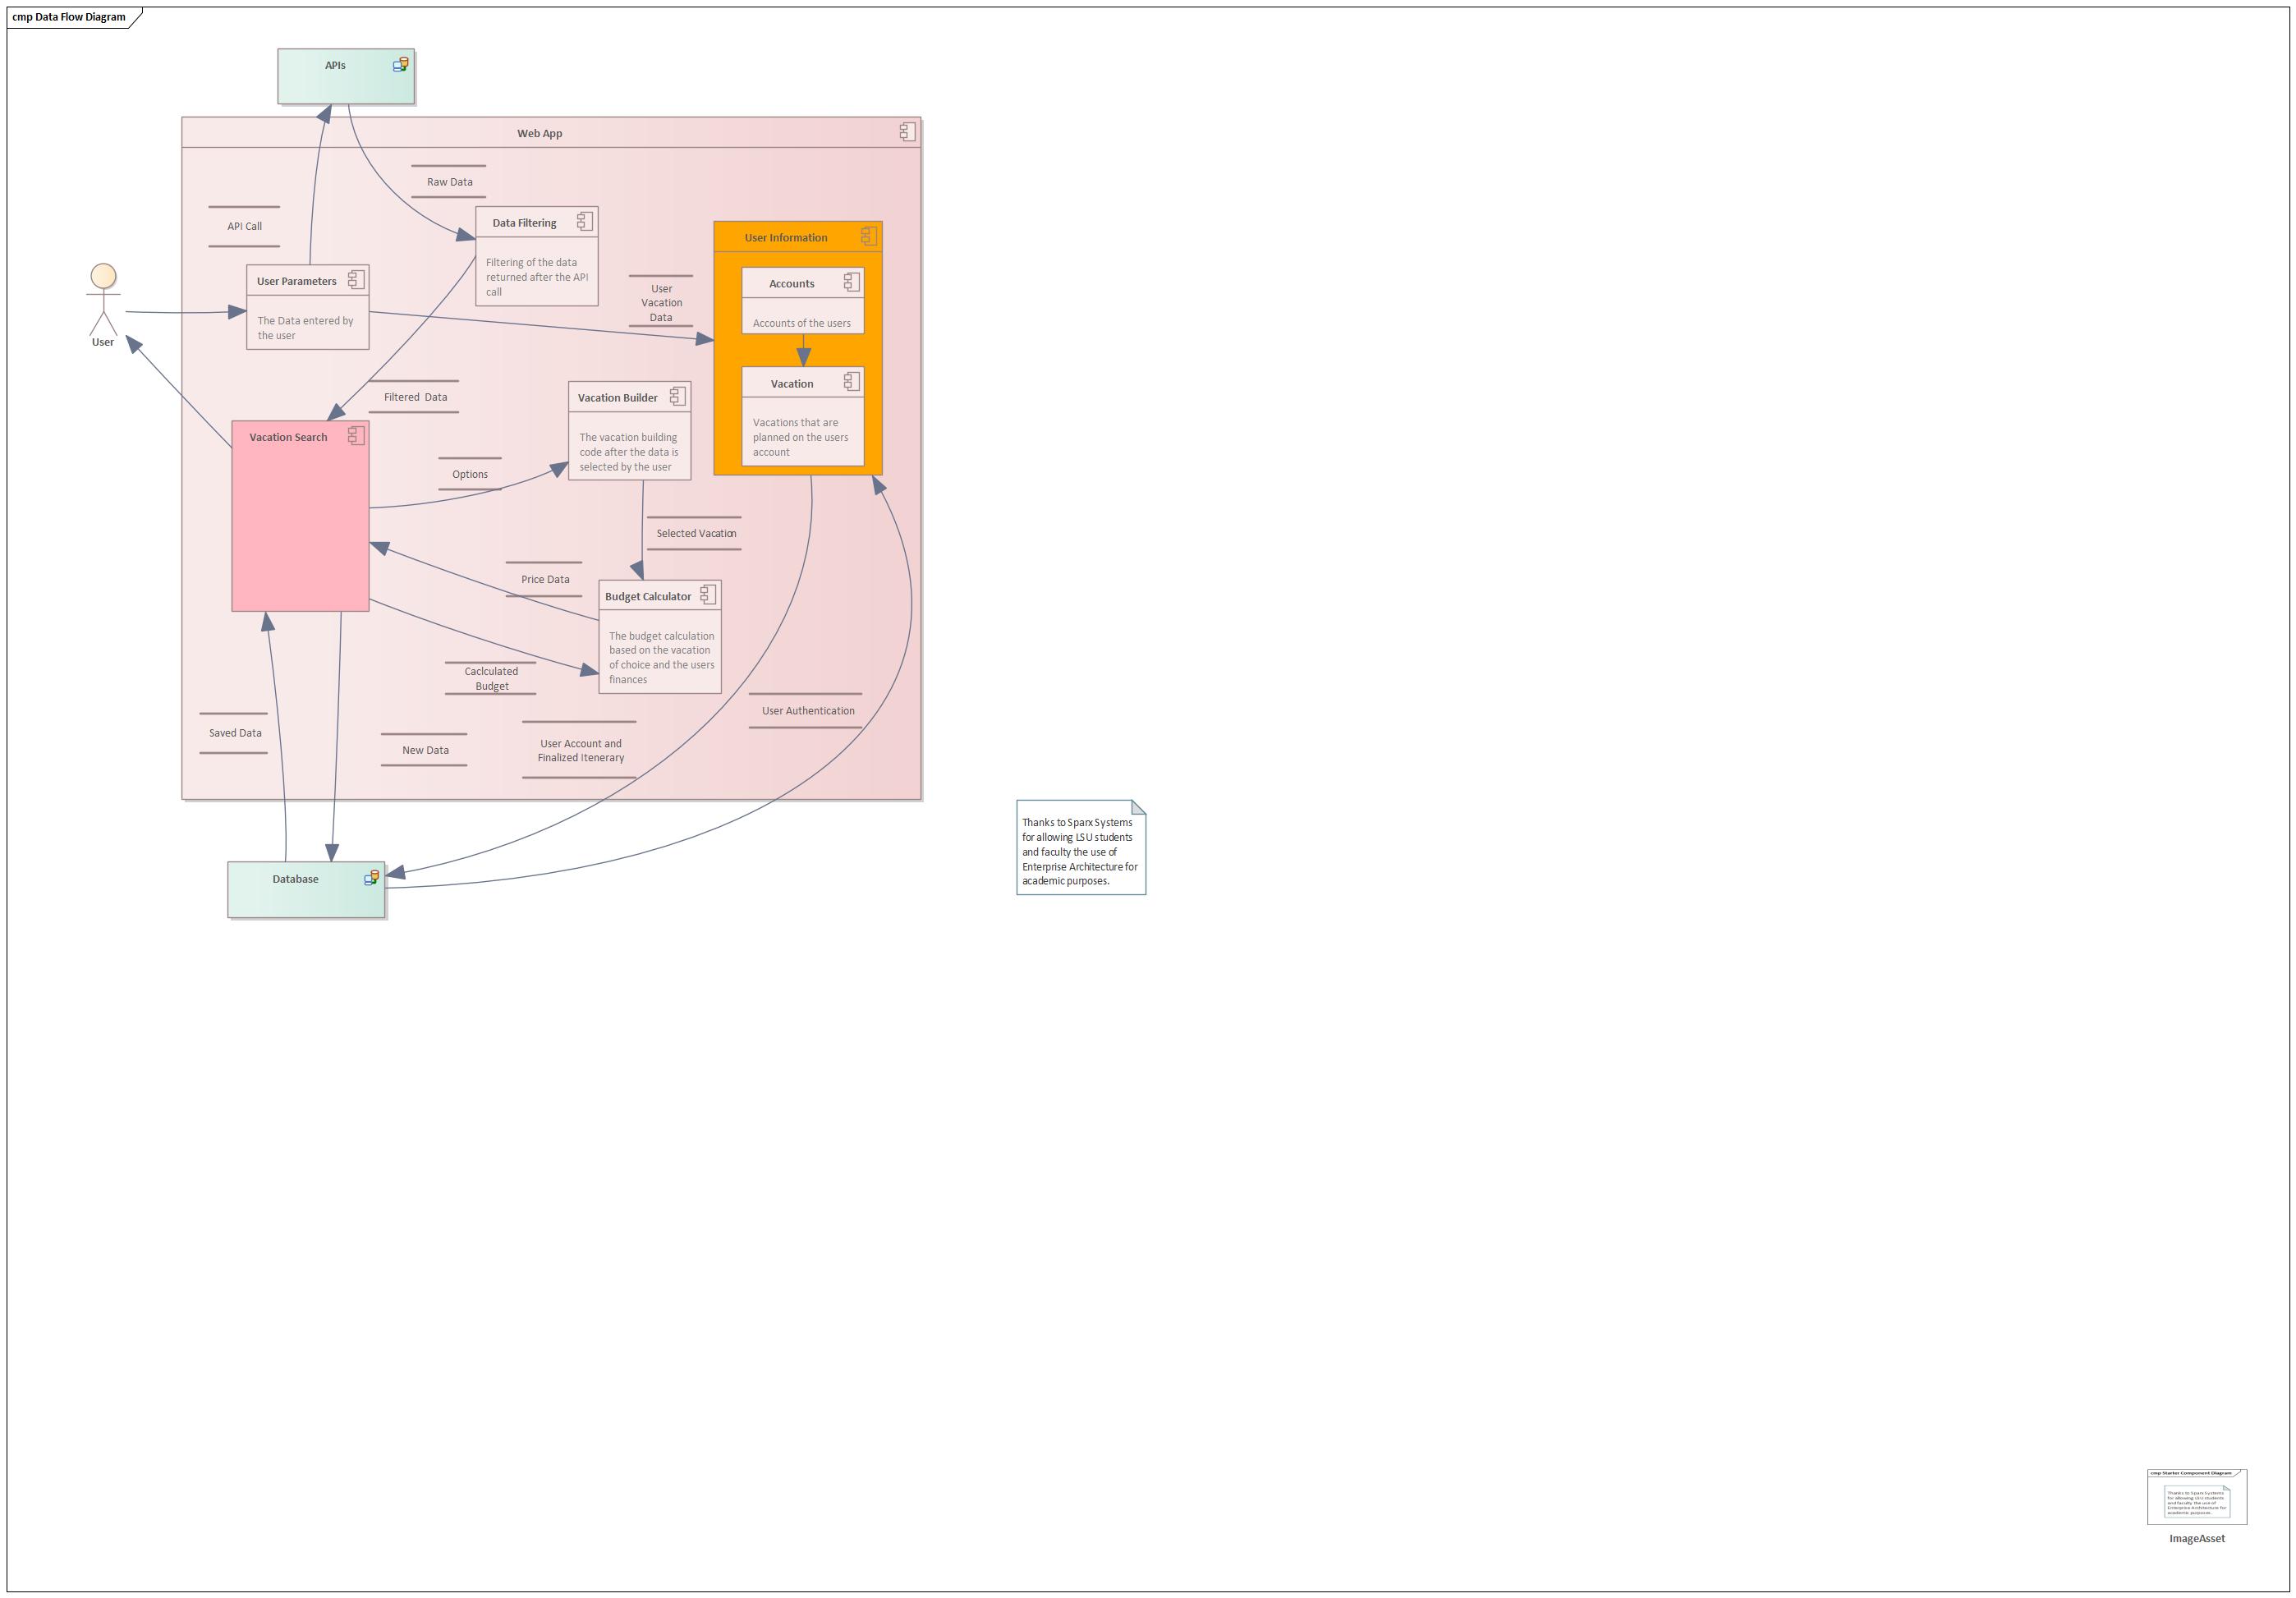 cmp Data Flow Diagram
APIs
Web App
Raw Data
API Call
Data Filtering
Filtering of the data
returned after the API
call
User Information
User Parameters
The Data entered by
the user
User
Vacation
Data
Accounts
Accounts of the users
User
Filtered  Data
Vacation Builder
The vacation building
code after the data is
selected by the user
Vacation
Vacations that are
planned on the users
account
Vacation Search
Options
Selected Vacation
Price Data
Budget Calculator
The budget calculation
based on the vacation
of choice and the users
finances
Caclculated
Budget
User Authentication
Saved Data
New Data
User Account and
Finalized Itenerary
Database
Thanks to Sparx Systems
for allowing LSU students
and faculty the use of
Enterprise Architecture for
academic purposes.
cmp Starter Component Diagram
Thanks to Sparx Systems
for allowing LSU students
and faculty the use of
Enterprise Architecture for
academic purposes.
ImageAsset